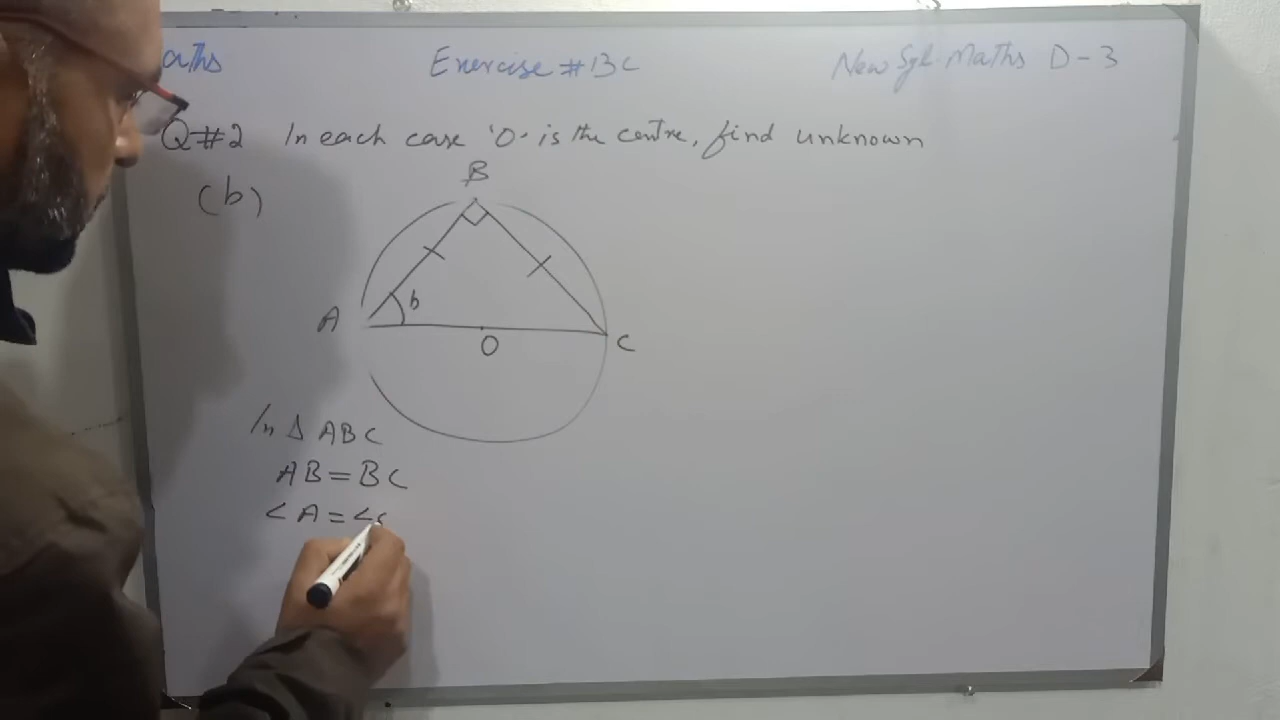 aths Exercise # 13C New Syl Maths D-3
Q#2 In each case 'O' is the centre, find unknown
(b)
B
A
b
O
C
In Δ ABC
AB = BC
<A = <C